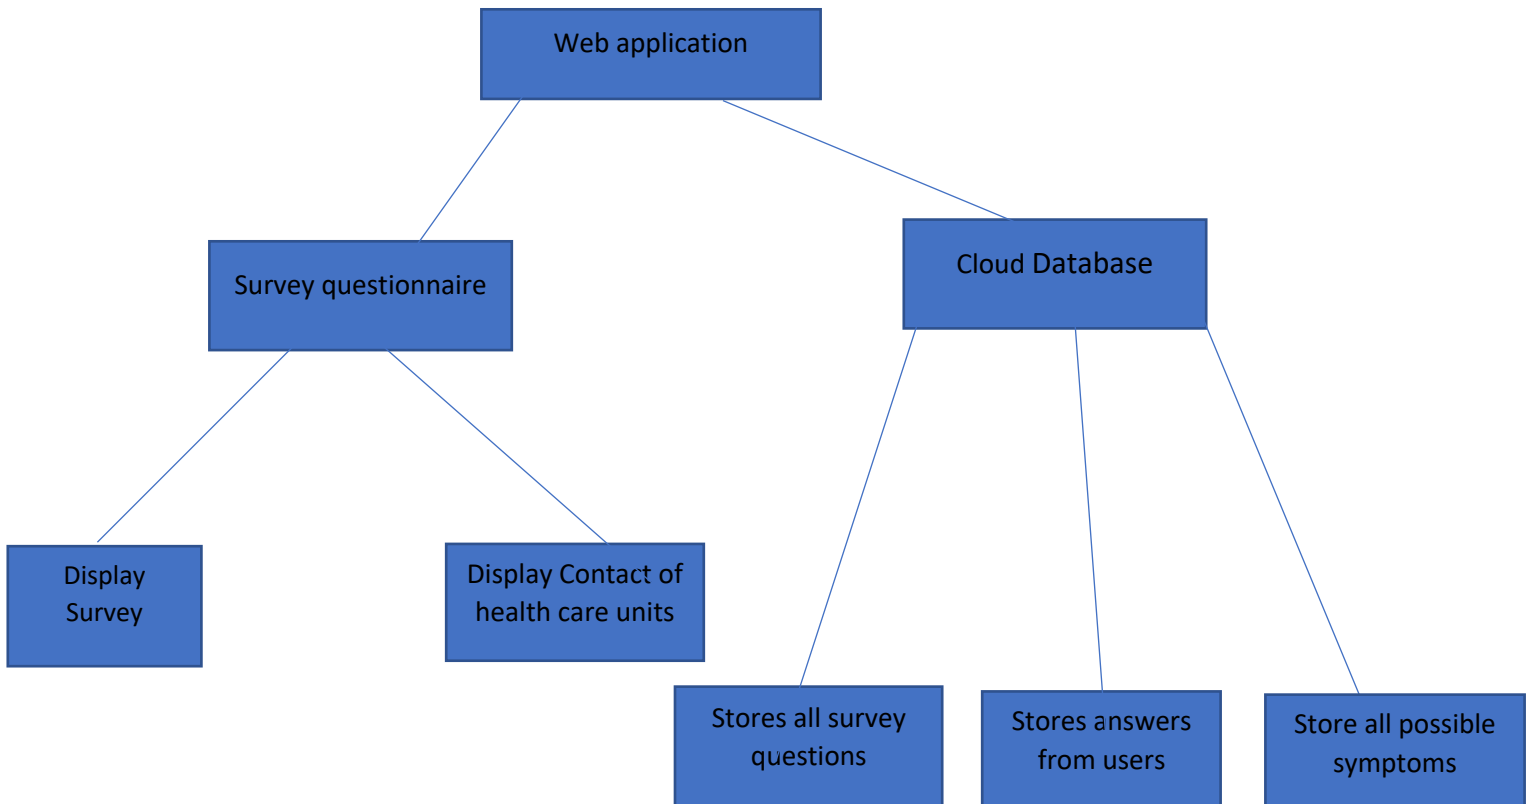 Web application
Survey questionnaire
Cloud Database
Display
Survey
Display Contact of
health care units
Stores all survey
questions
Stores answers
from users
Store all possible
symptoms